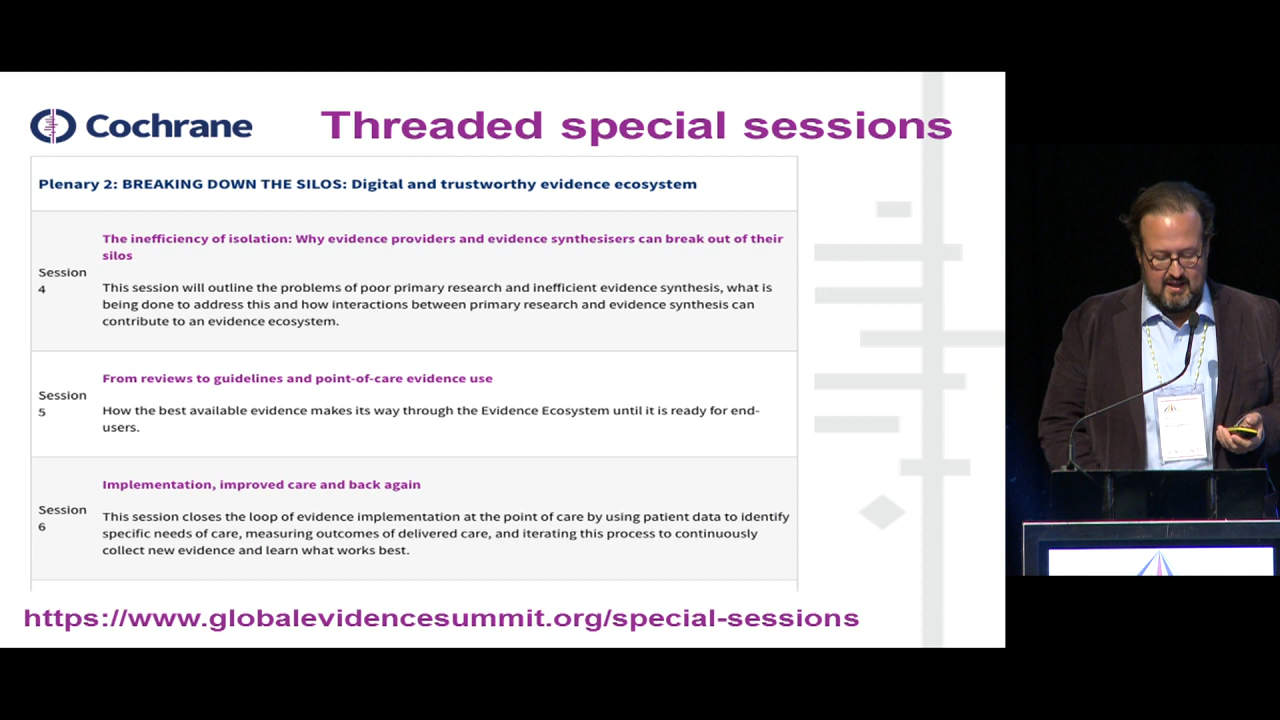 Cochrane
Threaded special sessions
Plenary 2: BREAKING DOWN THE SILOS: Digital and trustworthy evidence ecosystem
Session
4
The inefficiency of isolation: Why evidence providers and evidence synthesisers can break out of their
silos
This session will outline the problems of poor primary research and inefficient evidence synthesis, what is
being done to address this and how interactions between primary research and evidence synthesis can
contribute to an evidence ecosystem.
Session
5
From reviews to guidelines and point-of-care evidence use
How the best available evidence makes its way through the Evidence Ecosystem until it is ready for end-
users.
Session
6
Implementation, improved care and back again
This session closes the loop of evidence implementation at the point of care by using patient data to identify
specific needs of care, measuring outcomes of delivered care, and iterating this process to continuously
collect new evidence and learn what works best.
https://www.globalevidencesummit.org/special-sessions